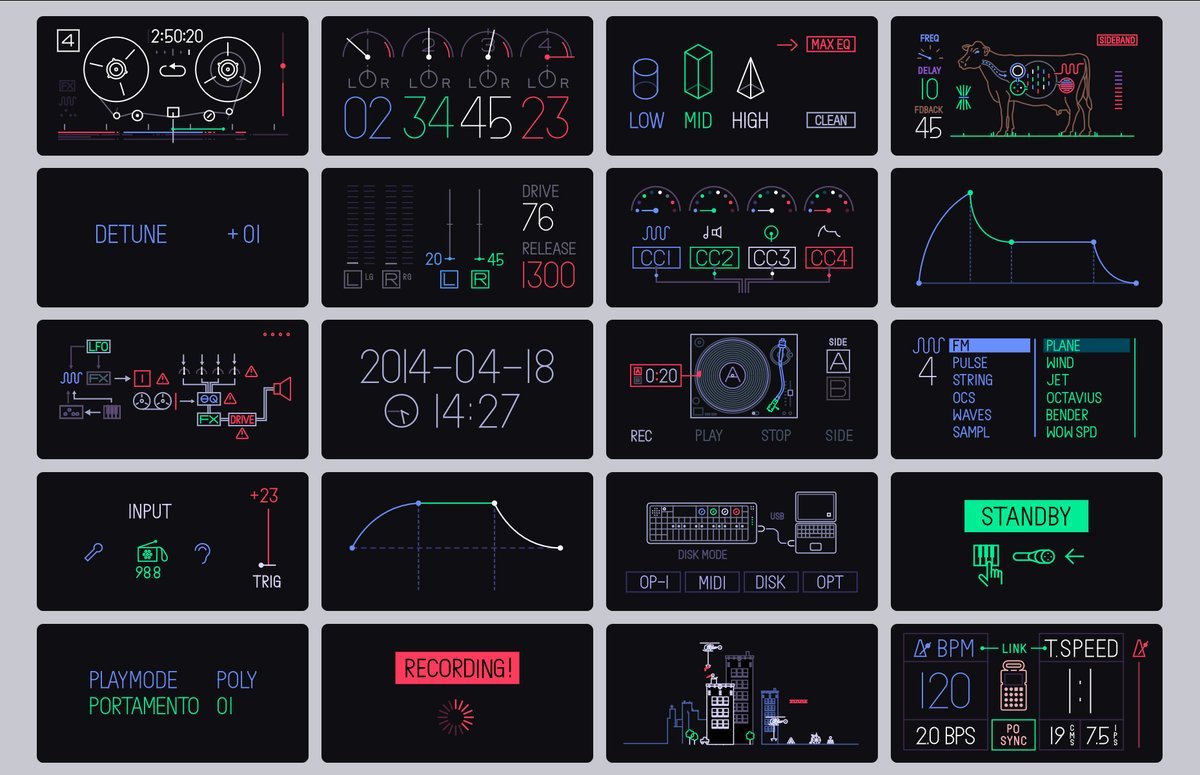 4
2:50:20
FX
1 2 3 4
L R L R L R L R
02 34 45 23
MAX EQ
LOW MID HIGH
CLEAN
FREQ
DELAY
10
FDBACK
45
SIDEBAND
DETUNE +01
DRIVE
76
RELEASE
1300
20 45
L LG R RG L R
CC1 CC2 CC3 CC4
LFO
FX
1
EQ
FX
DRIVE
2014-04-18
14:27
A
0:20
A
SIDE
A
B
REC PLAY STOP SIDE
4
FM
PULSE
STRING
OCS
WAVES
SAMPL
PLANE
WIND
JET
OCTAVIUS
BENDER
WOW SPD
INPUT
98.8
+23
TRIG
USB
DISK MODE
OP-1 MIDI DISK OPT
STANDBY
PLAYMODE POLY
PORTAMENTO 01
RECORDING!
BPM
LINK
T.SPEED
120
2.0 BPS
PO
SYNC
19 CMS
7.5 IPS